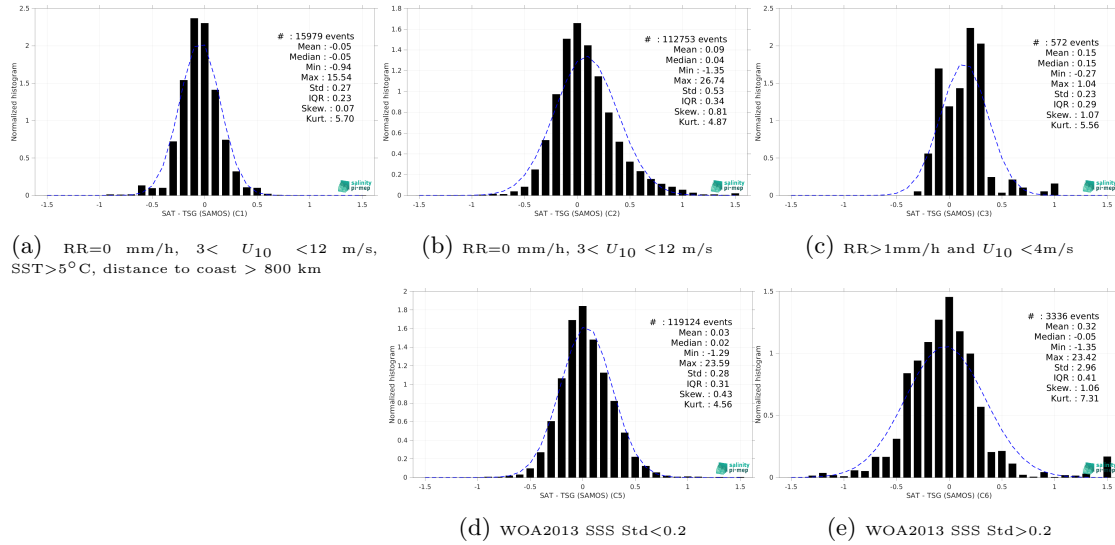 2.5
2
1.5
1
0.5
0
Normalized histogram
# : 15979 events
Mean : -0.05
Median : -0.05
Min : -0.94
Max : 15.54
Std : 0.27
IQR : 0.23
Skew. : 0.07
Kurt. : 5.70
salinity
pi-mep
-1.5 -1 -0.5 0 0.5 1 1.5
SAT - TSG (SAMOS) (C1)
(a) RR=0 mm/h, 3< U10 <12 m/s,
SST>5°C, distance to coast > 800 km
1.8
1.6
1.4
1.2
1
0.8
0.6
0.4
0.2
0
Normalized histogram
# : 112753 events
Mean : 0.09
Median : 0.04
Min : -1.35
Max : 26.74
Std : 0.53
IQR : 0.34
Skew. : 0.81
Kurt. : 4.87
salinity
pi-mep
-1.5 -1 -0.5 0 0.5 1 1.5
SAT - TSG (SAMOS) (C2)
(b) RR=0 mm/h, 3< U10 <12 m/s
2.5
2
1.5
1
0.5
0
Normalized histogram
# : 572 events
Mean : 0.15
Median : 0.15
Min : -0.27
Max : 1.04
Std : 0.23
IQR : 0.29
Skew. : 1.07
Kurt. : 5.56
salinity
pi-mep
-1.5 -1 -0.5 0 0.5 1 1.5
SAT - TSG (SAMOS) (C3)
(c) RR>1mm/h and U10 <4m/s
2
1.8
1.6
1.4
1.2
1
0.8
0.6
0.4
0.2
0
Normalized histogram
# : 119124 events
Mean : 0.03
Median : 0.02
Min : -1.29
Max : 23.59
Std : 0.28
IQR : 0.31
Skew. : 0.43
Kurt. : 4.56
salinity
pi-mep
-1.5 -1 -0.5 0 0.5 1 1.5
SAT - TSG (SAMOS) (C5)
(d) WOA2013 SSS Std<0.2
1.5
1
0.5
0
Normalized histogram
# : 3336 events
Mean : 0.32
Median : -0.05
Min : -1.35
Max : 23.42
Std : 2.96
IQR : 0.41
Skew. : 1.06
Kurt. : 7.31
salinity
pi-mep
-1.5 -1 -0.5 0 0.5 1 1.5
SAT - TSG (SAMOS) (C6)
(e) WOA2013 SSS Std>0.2